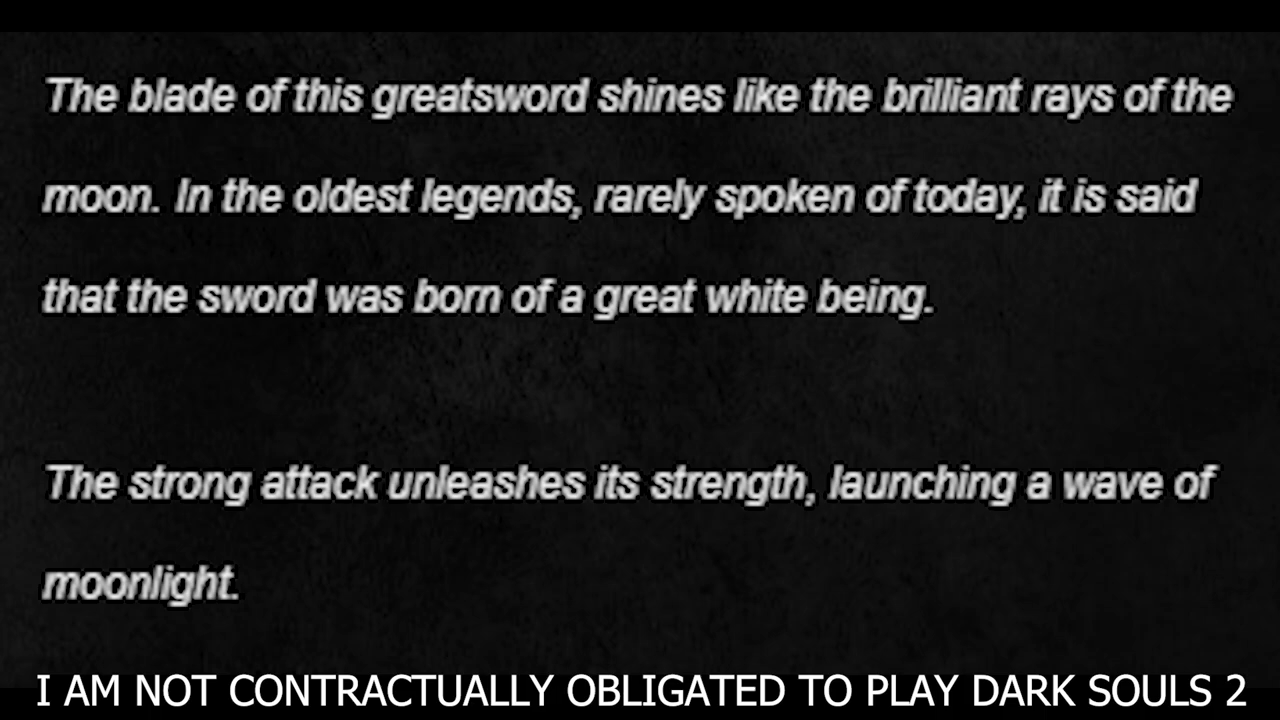 The blade of this greatsword shines like the brilliant rays of the
moon. In the oldest legends, rarely spoken of today, it is said
that the sword was born of a great white being.
The strong attack unleashes its strength, launching a wave of
moonlight.
I AM NOT CONTRACTUALLY OBLIGATED TO PLAY DARK SOULS 2